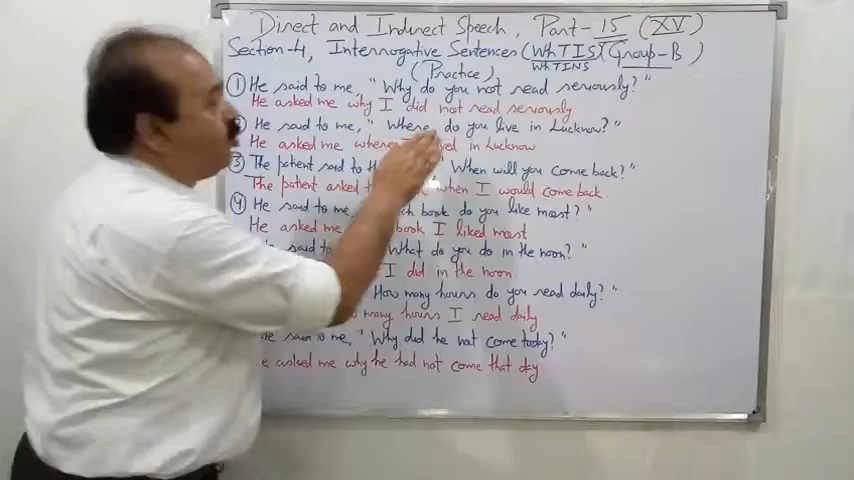 Direct and Indirect Speech, Part-15 (XV)
Section-4, Interrogative Sentences (WhTIS) (Group-B)
(Practice) WhTINS
① He said to me, "Why do you not read seriously?"
He asked me why I did not read seriously
He said to me, "Where do you live in Lucknow?"
He asked me where in Lucknow
③ The patient said to "When will you come back?"
The patient asked when I would come back
④ He said to me, book do you like most?"
He asked me book I liked most
said to What do you do in the noon?"
I did in the noon
How many hours do you read daily?"
many hours I read daily
He said to me, "Why did he not come today?"
asked me why he had not come that day